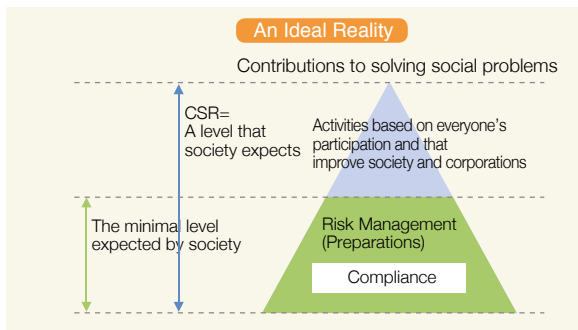 An Ideal Reality
Contributions to solving social problems
CSR=
A level that
society expects
Activities based on everyone's
participation and that
improve society and corporations
The minimal level
expected by society
Risk Management
(Preparations)
Compliance